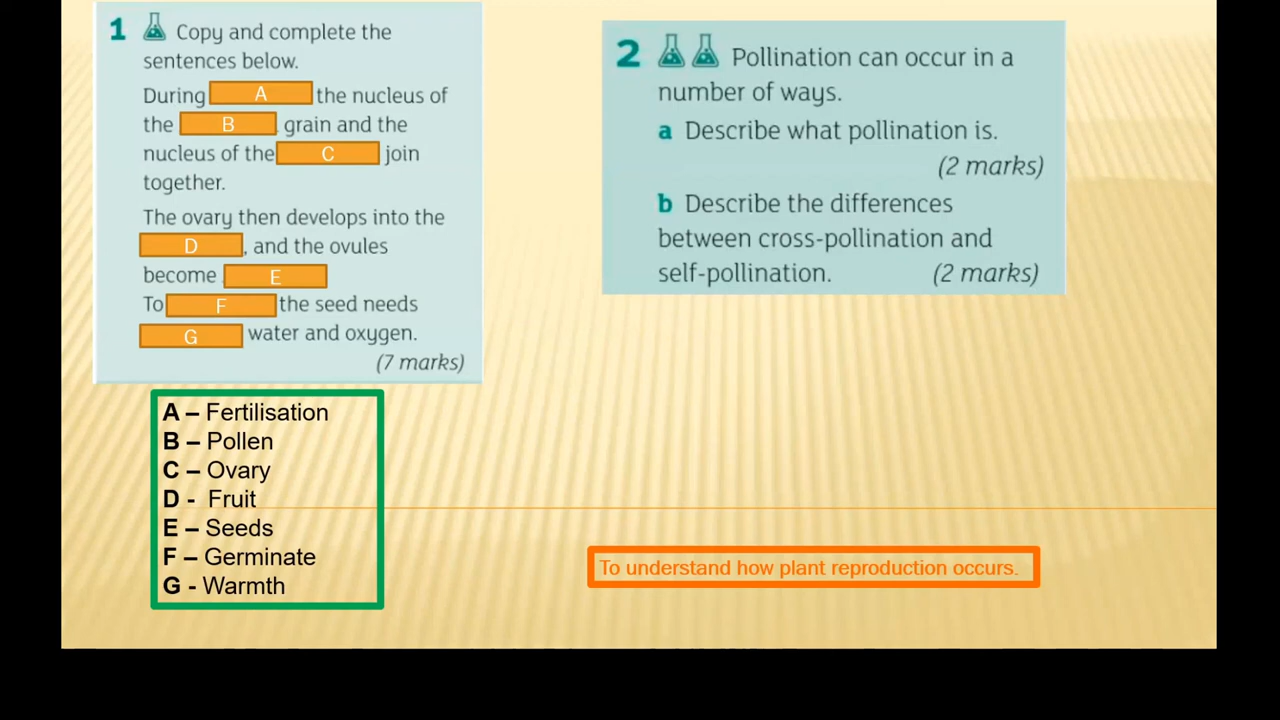 1 Copy and complete the
sentences below.
During A the nucleus of
the B grain and the
nucleus of the C join
together.
The ovary then develops into the
D , and the ovules
become E
To F the seed needs
G water and oxygen.
(7 marks)
A – Fertilisation
B – Pollen
C – Ovary
D - Fruit
E – Seeds
F – Germinate
G - Warmth
2 Pollination can occur in a
number of ways.
a Describe what pollination is.
(2 marks)
b Describe the differences
between cross-pollination and
self-pollination. (2 marks)
To understand how plant reproduction occurs.